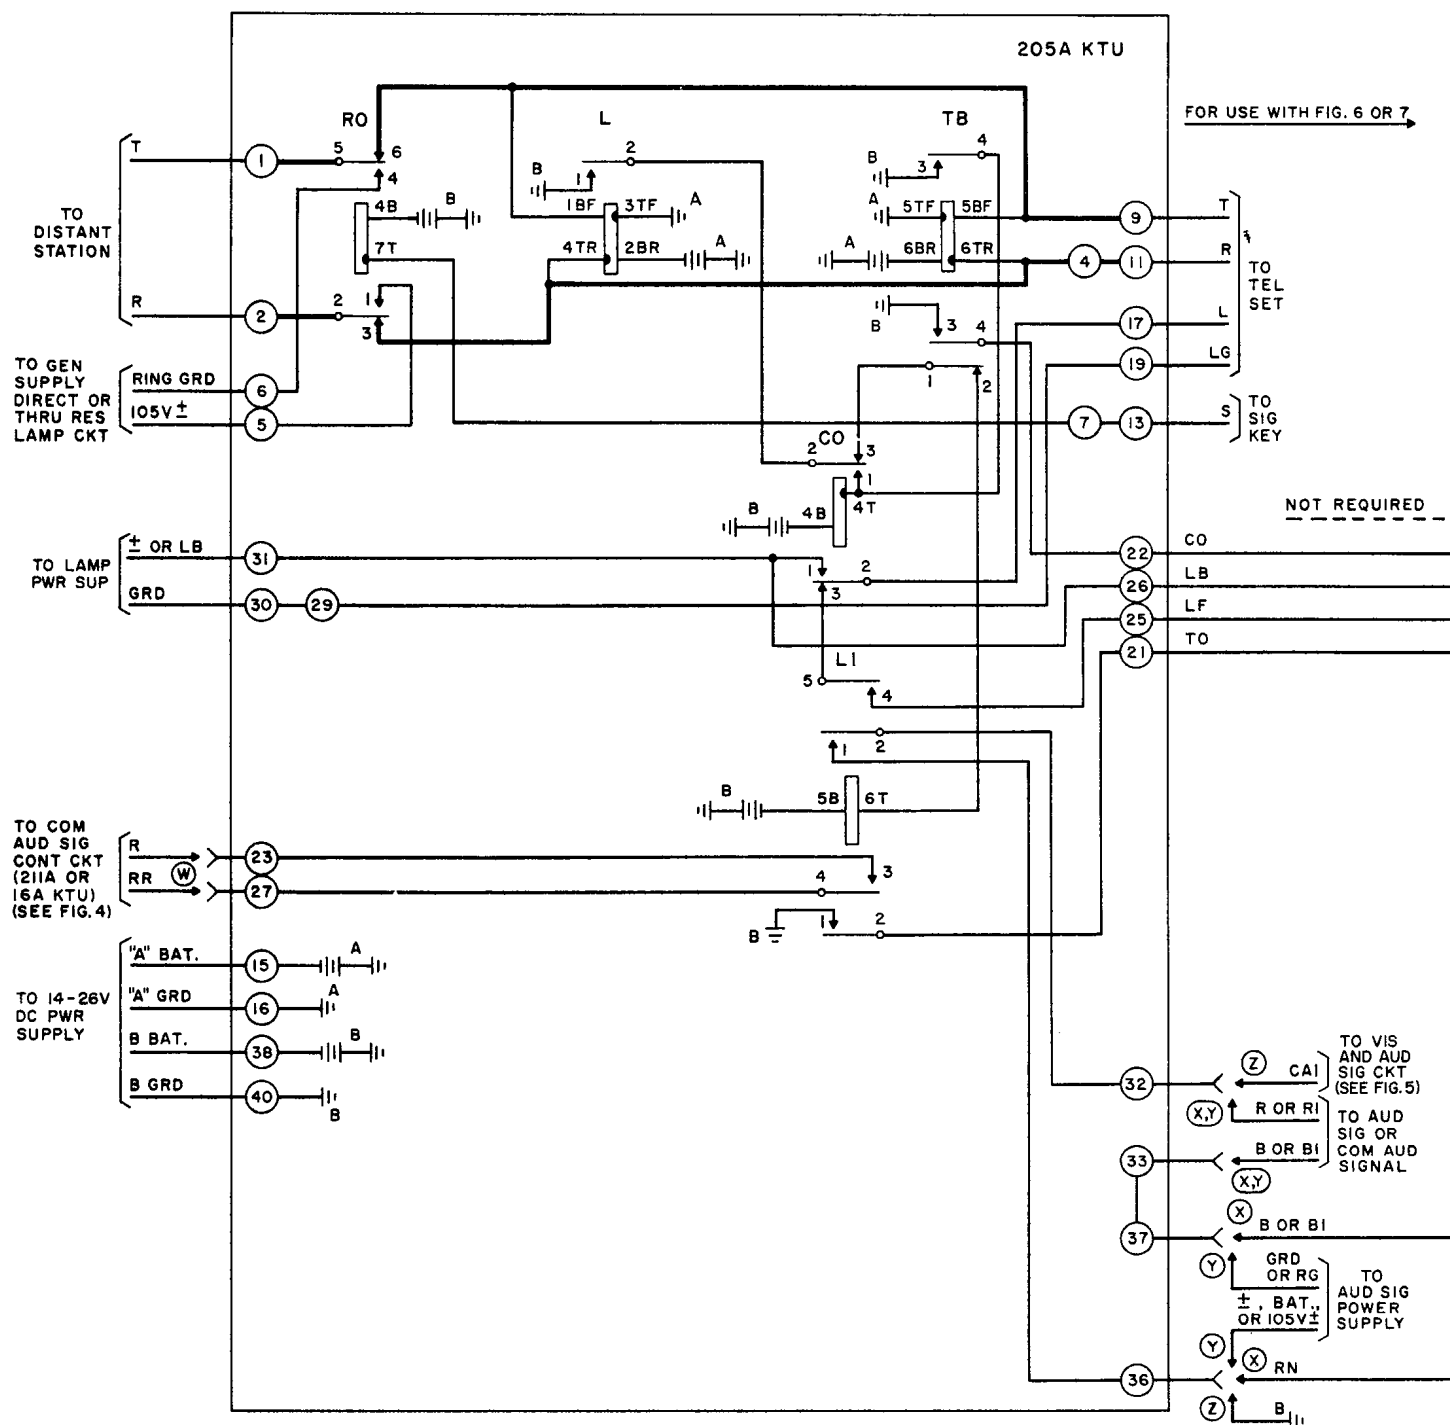 205A KTU
FOR USE WITH FIG. 6 OR 7
RO
L
TB
T
1
5
6
4
TO
DISTANT
STATION
4B
B
7T
R
2
2
1
3
B
1
2
1BF
3TF
A
4TR
2BR
A
B
3
4
A
5TF
5BF
A
6BR
6TR
B
3
4
1
2
9
T
4
11
R
17
L
19
LG
TO
TEL
SET
7
13
S
TO
SIG
KEY
TO GEN
SUPPLY
DIRECT OR
THRU RES
LAMP CKT
RING GRD
6
105V ±
5
CO
2
3
1
4T
B
4B
NOT REQUIRED
TO LAMP
PWR SUP
± OR LB
31
GRD
30
29
1
2
3
22
CO
26
LB
25
LF
21
TO
L1
5
4
1
2
B
5B
6T
TO COM
AUD SIG
CONT CKT
(211A OR
16A KTU)
(SEE FIG. 4)
R
RR
W
23
27
3
4
B
1
2
TO 14-26V
DC PWR
SUPPLY
"A" BAT.
15
A
"A" GRD
16
A
B BAT.
38
B
B GRD
40
B
32
Z
CA1
TO VIS
AND AUD
SIG CKT
(SEE FIG. 5)
X,Y
R OR R1
33
B OR B1
X,Y
TO AUD
SIG OR
COM AUD
SIGNAL
37
X
B OR B1
Y
GRD
OR RG
±, BAT.,
OR 105V ±
TO
AUD SIG
POWER
SUPPLY
Y
X
RN
36
Z
B